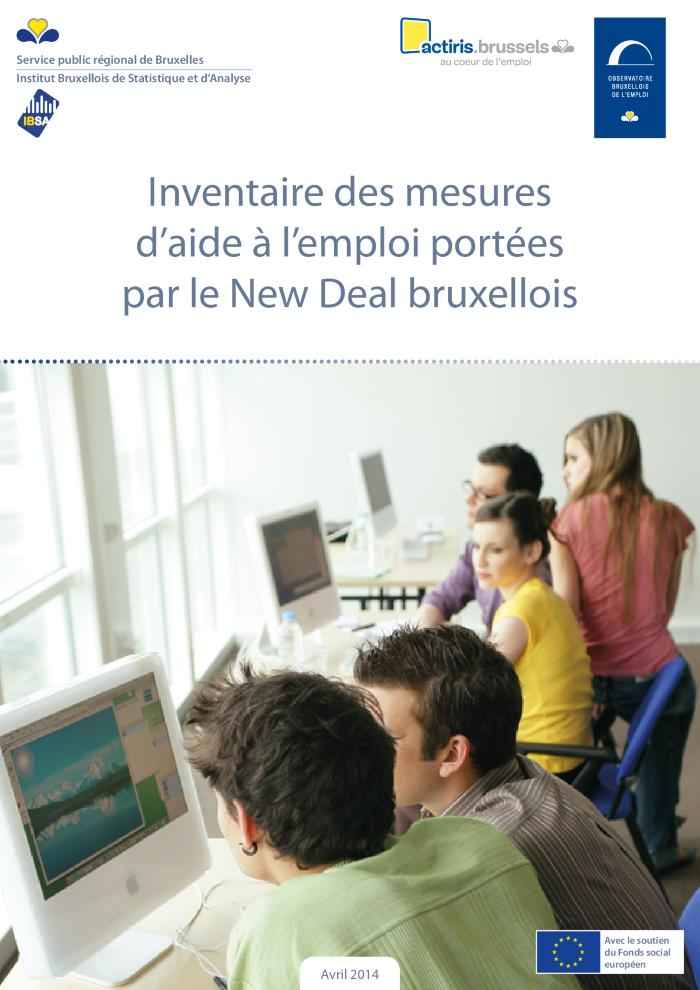 Service public régional de Bruxelles
Institut Bruxellois de Statistique et d'Analyse
IBSA
actiris.brussels
au coeur de l'emploi
OBSERVATOIRE
BRUXELLOIS
DE L'EMPLOI
Inventaire des mesures
d'aide à l'emploi portées
par le New Deal bruxellois
Avec le soutien
du Fonds social
européen
Avril 2014